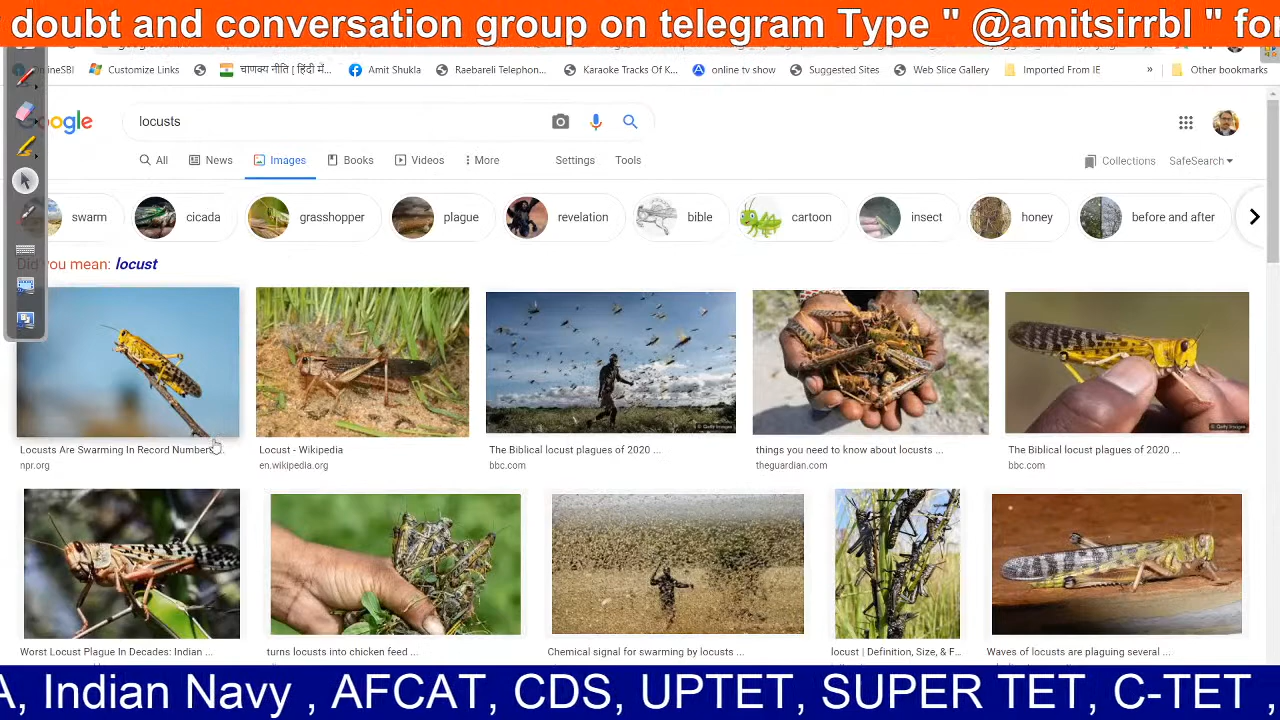 doubt and conversation group on telegram Type " @amitsirrbl " for
OnlineSBI Customize Links चाणक्य नीति [ हिंदी में... Amit Shukla Raebareli Telephon... Karaoke Tracks Of K... online tv show Suggested Sites Web Slice Gallery Imported From IE » Other bookmarks
Google locusts
All News Images Books Videos More Settings Tools Collections SafeSearch
swarm cicada grasshopper plague revelation bible cartoon insect honey before and after
Did you mean: locust
Locusts Are Swarming In Record Numbers... Locust - Wikipedia The Biblical locust plagues of 2020 ... things you need to know about locusts ... The Biblical locust plagues of 2020 ...
npr.org en.wikipedia.org bbc.com theguardian.com bbc.com
Worst Locust Plague In Decades: Indian ... turns locusts into chicken feed ... Chemical signal for swarming by locusts ... locust | Definition, Size, & F... Waves of locusts are plaguing several ...
A, Indian Navy , AFCAT, CDS, UPTET, SUPER TET, C-TET ,